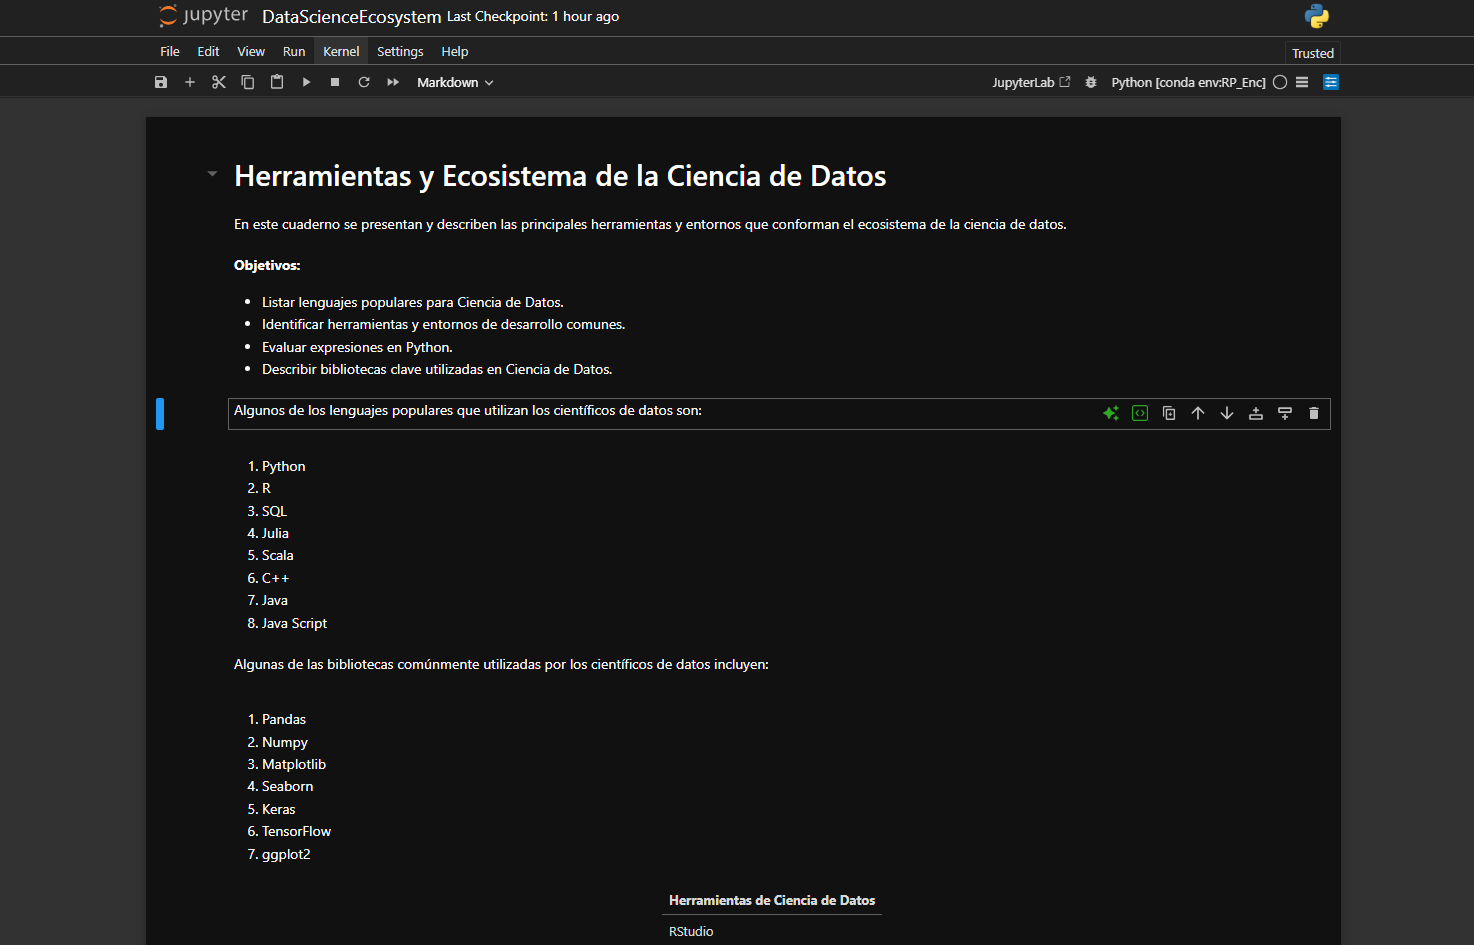 jupyter DataScienceEcosystem Last Checkpoint: 1 hour ago
File Edit View Run Kernel Settings Help Trusted
Markdown JupyterLab Python [conda env:RP_Enc]
Herramientas y Ecosistema de la Ciencia de Datos
En este cuaderno se presentan y describen las principales herramientas y entornos que conforman el ecosistema de la ciencia de datos.
Objetivos:
• Listar lenguajes populares para Ciencia de Datos.
• Identificar herramientas y entornos de desarrollo comunes.
• Evaluar expresiones en Python.
• Describir bibliotecas clave utilizadas en Ciencia de Datos.
Algunos de los lenguajes populares que utilizan los científicos de datos son:
1. Python
2. R
3. SQL
4. Julia
5. Scala
6. C++
7. Java
8. Java Script
Algunas de las bibliotecas comúnmente utilizadas por los científicos de datos incluyen:
1. Pandas
2. Numpy
3. Matplotlib
4. Seaborn
5. Keras
6. TensorFlow
7. ggplot2
Herramientas de Ciencia de Datos
RStudio